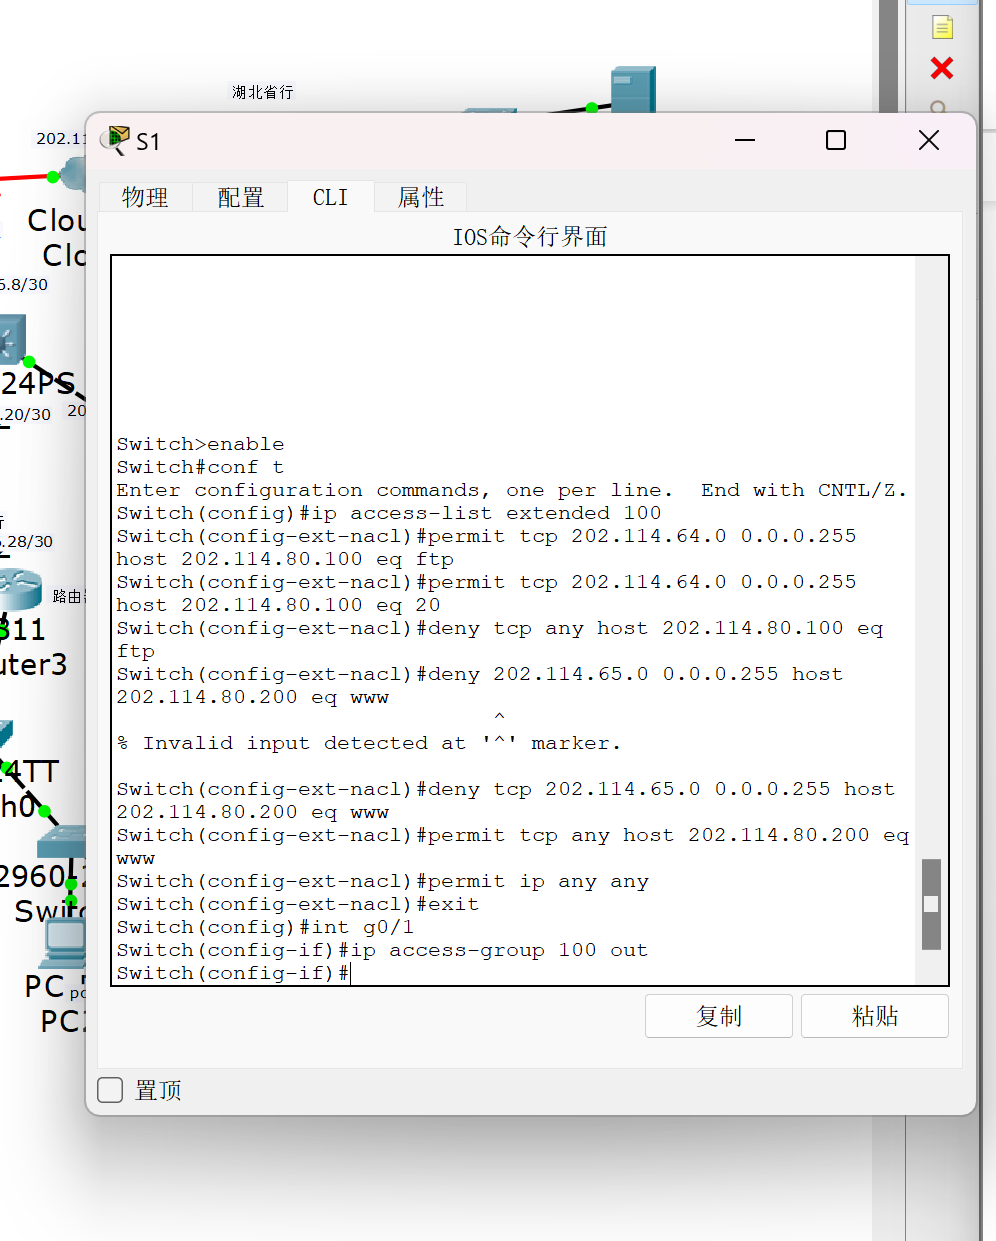 湖北省行
202.11
S1
物理
配置
CLI
属性
IOS命令行界面
Clou
Clo
6.8/30
24PS
.20/30
20
.28/30
路由
811
uter3
4TT
h0
2960-2
Switc
PC
PC2
Switch>enable
Switch#conf t
Enter configuration commands, one per line.  End with CNTL/Z.
Switch(config)#ip access-list extended 100
Switch(config-ext-nacl)#permit tcp 202.114.64.0 0.0.0.255
host 202.114.80.100 eq ftp
Switch(config-ext-nacl)#permit tcp 202.114.64.0 0.0.0.255
host 202.114.80.100 eq 20
Switch(config-ext-nacl)#deny tcp any host 202.114.80.100 eq
ftp
Switch(config-ext-nacl)#deny 202.114.65.0 0.0.0.255 host
202.114.80.200 eq www
^
% Invalid input detected at '^' marker.
Switch(config-ext-nacl)#deny tcp 202.114.65.0 0.0.0.255 host
202.114.80.200 eq www
Switch(config-ext-nacl)#permit tcp any host 202.114.80.200 eq
www
Switch(config-ext-nacl)#permit ip any any
Switch(config-ext-nacl)#exit
Switch(config)#int g0/1
Switch(config-if)#ip access-group 100 out
Switch(config-if)#
复制
粘贴
置顶